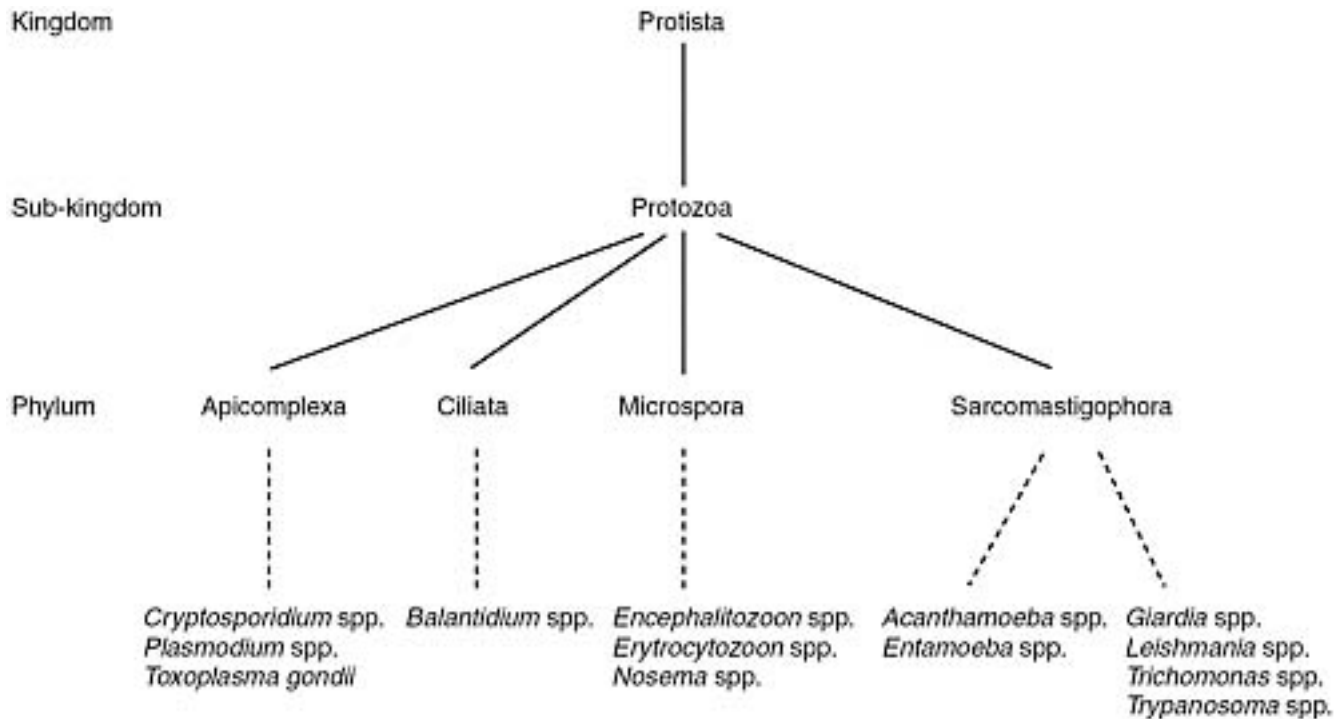 Kingdom Protista
Sub-kingdom Protozoa
Phylum Apicomplexa Ciliata Microspora Sarcomastigophora
Cryptosporidium spp. Balantidium spp. Encephalitozoon spp. Acanthamoeba spp. Glardia spp.
Plasmodium spp. Erytrocytozoon spp. Entamoeba spp. Leishmania spp.
Toxoplasma gondii Nosema spp. Trichomonas spp.
Trypanosoma spp.